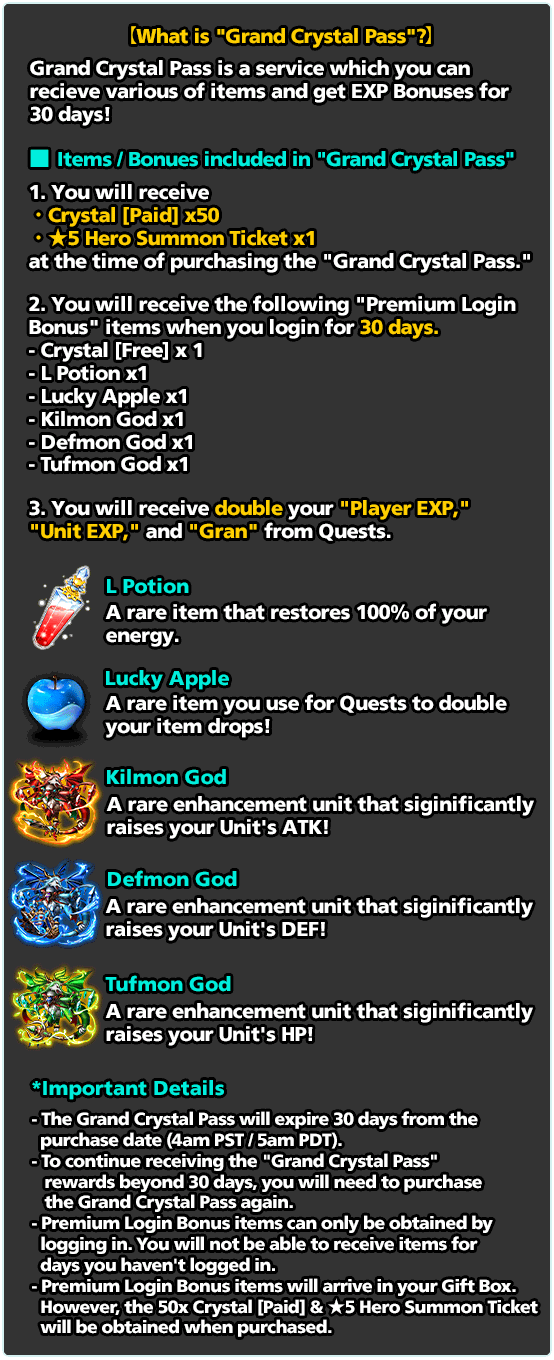 【What is "Grand Crystal Pass"?】
Grand Crystal Pass is a service which you can
recieve various of items and get EXP Bonuses for
30 days!
■ Items / Bonues included in "Grand Crystal Pass"
1. You will receive
・Crystal [Paid] x50
・★5 Hero Summon Ticket x1
at the time of purchasing the "Grand Crystal Pass."
2. You will receive the following "Premium Login
Bonus" items when you login for 30 days.
- Crystal [Free] x 1
- L Potion x1
- Lucky Apple x1
- Kilmon God x1
- Defmon God x1
- Tufmon God x1
3. You will receive double your "Player EXP,"
"Unit EXP," and "Gran" from Quests.
L Potion
A rare item that restores 100% of your
energy.
Lucky Apple
A rare item you use for Quests to double
your item drops!
Kilmon God
A rare enhancement unit that siginificantly
raises your Unit's ATK!
Defmon God
A rare enhancement unit that siginificantly
raises your Unit's DEF!
Tufmon God
A rare enhancement unit that siginificantly
raises your Unit's HP!
*Important Details
- The Grand Crystal Pass will expire 30 days from the
purchase date (4am PST / 5am PDT).
- To continue receiving the "Grand Crystal Pass"
rewards beyond 30 days, you will need to purchase
the Grand Crystal Pass again.
- Premium Login Bonus items can only be obtained by
logging in. You will not be able to receive items for
days you haven't logged in.
- Premium Login Bonus items will arrive in your Gift Box.
However, the 50x Crystal [Paid] & ★5 Hero Summon Ticket
will be obtained when purchased.